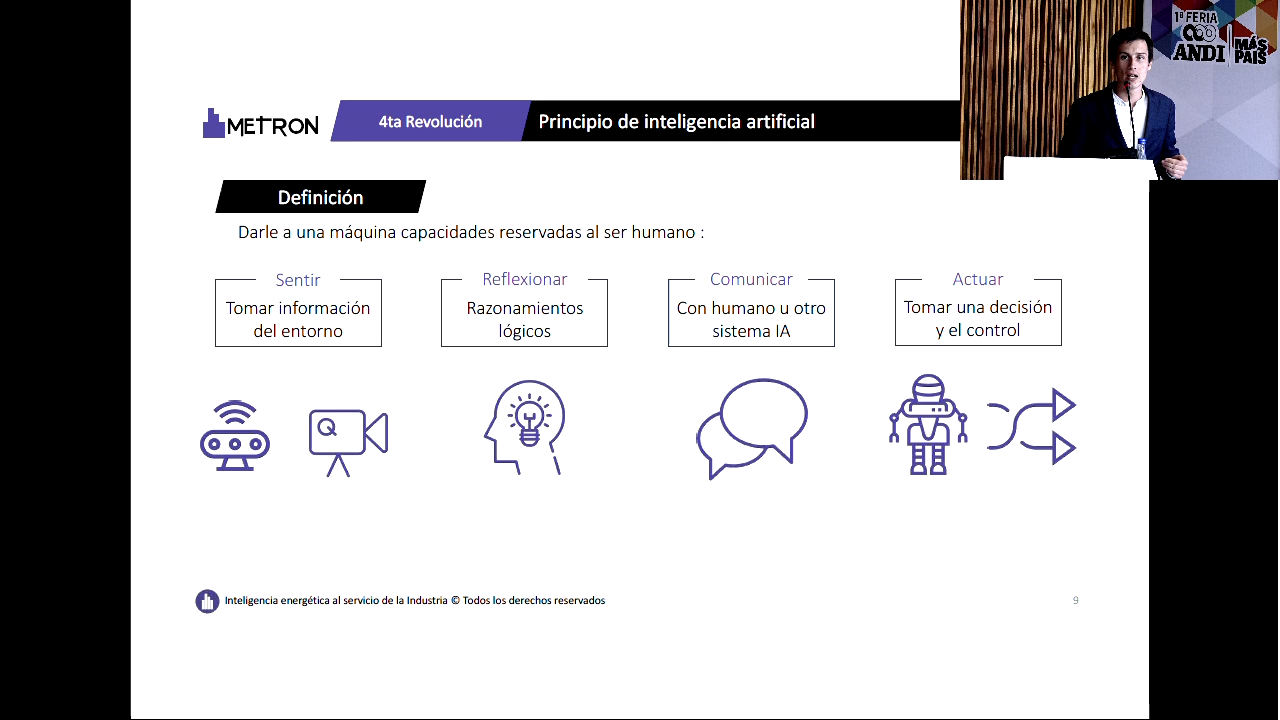 1ª FERIA
ANDI
MÁS
PAÍS
METRON
4ta Revolución
Principio de inteligencia artificial
Definición
Darle a una máquina capacidades reservadas al ser humano :
Sentir
Tomar información
del entorno
Reflexionar
Razonamientos
lógicos
Comunicar
Con humano u otro
sistema IA
Actuar
Tomar una decisión
y el control
Inteligencia energética al servicio de la Industria © Todos los derechos reservados
9